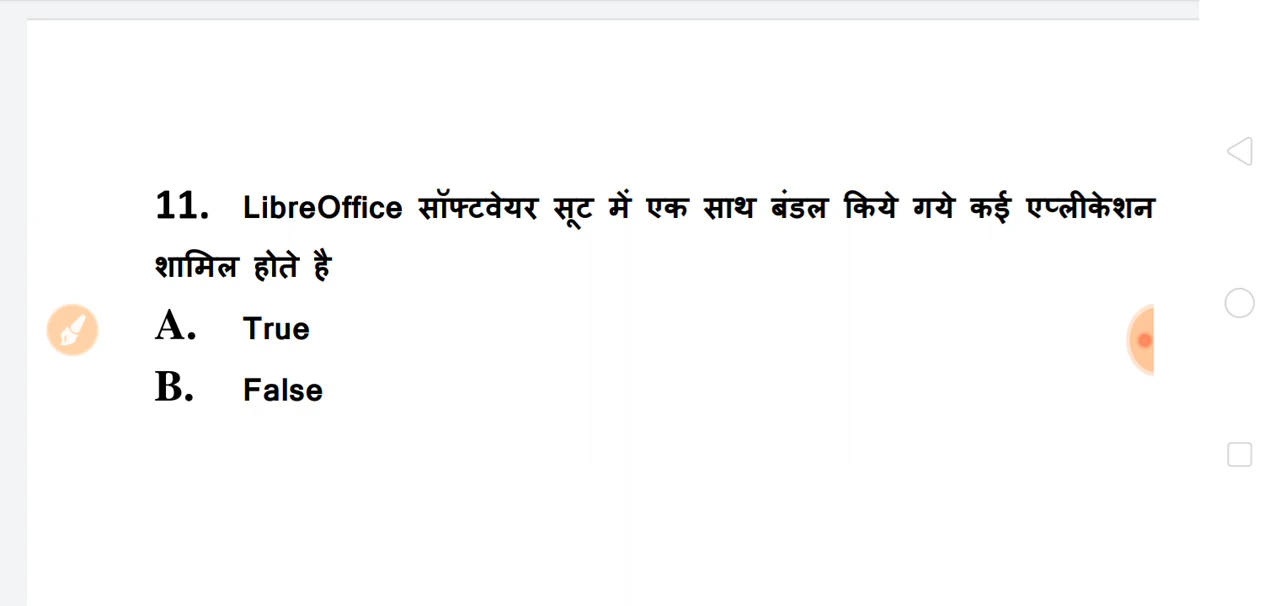 11. LibreOffice सॉफ्टवेयर सूट में एक साथ बंडल किये गये कई एप्लीकेशन
शामिल होते है
A. True
B. False